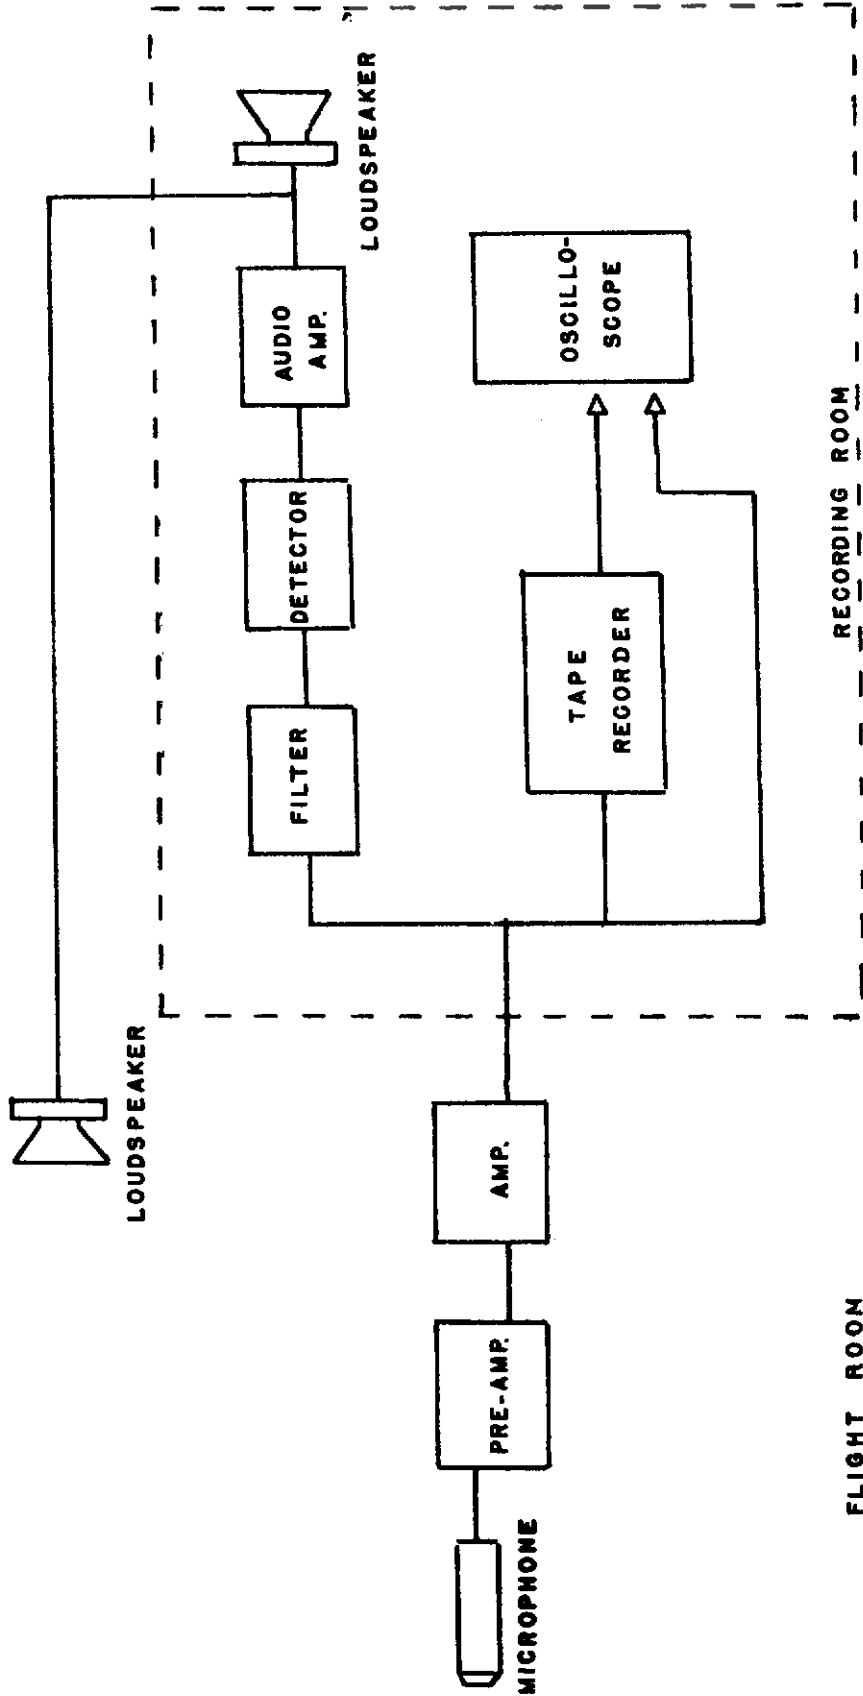 LOUDSPEAKER
LOUDSPEAKER
FILTER
DETECTOR
AUDIO
AMP.
MICROPHONE
PRE-AMP.
AMP.
TAPE
RECORDER
OSCILLO-
SCOPE
FLIGHT ROOM
RECORDING ROOM